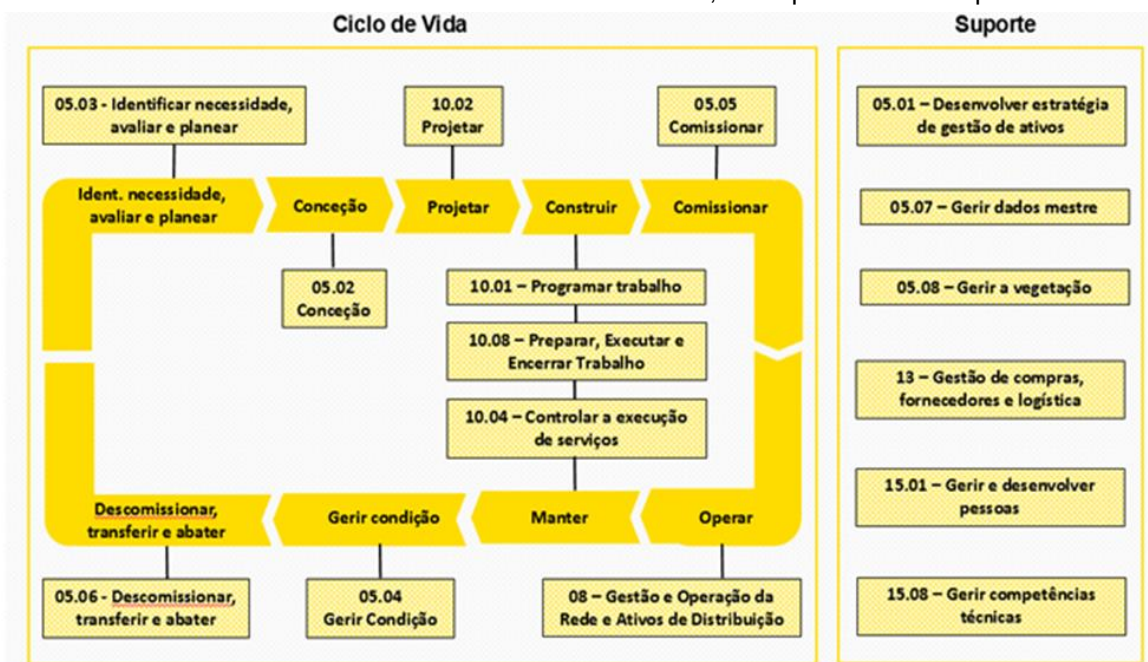 Ciclo de Vida
Suporte
05.03 - Identificar necessidade,
avaliar e planear
10.02
Projetar
05.05
Comissionar
Ident. necessidade,
avaliar e planear
Conceção
Projetar
Construir
Comissionar
05.02
Conceção
10.01 – Programar trabalho
10.08 – Preparar, Executar e
Encerrar Trabalho
10.04 – Controlar a execução
de serviços
Descomissionar,
transferir e abater
Gerir condição
Manter
Operar
05.06 - Descomissionar,
transferir e abater
05.04
Gerir Condição
08 – Gestão e Operação da
Rede e Ativos de Distribuição
05.01 – Desenvolver estratégia
de gestão de ativos
05.07 – Gerir dados mestre
05.08 – Gerir a vegetação
13 – Gestão de compras,
fornecedores e logística
15.01 – Gerir e desenvolver
pessoas
15.08 – Gerir competências
técnicas